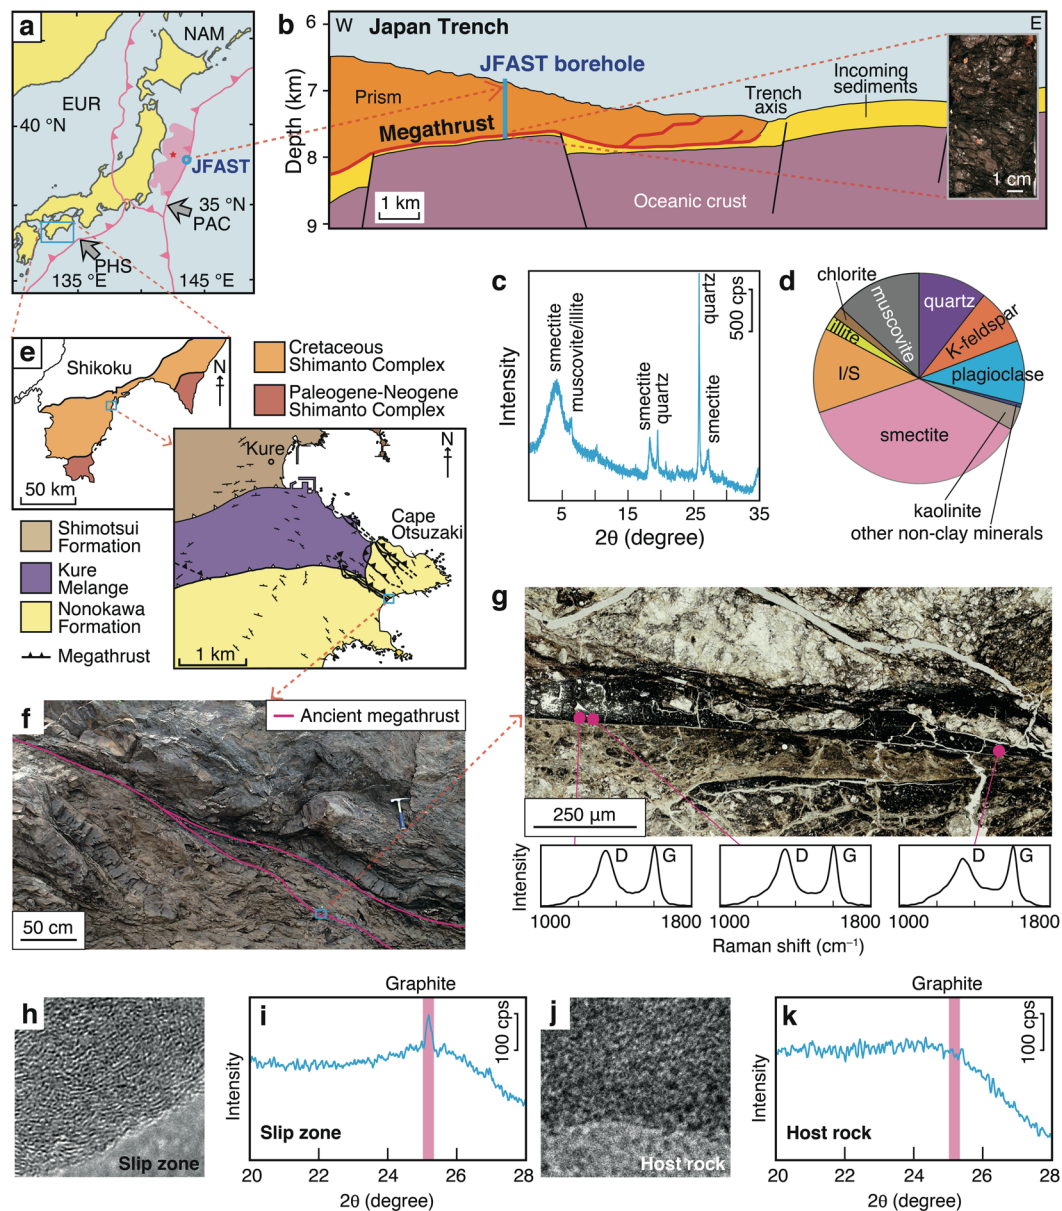 a
NAM
EUR
40 °N
JFAST
35 °N
PAC
PHS
135 °E
145 °E
b
W
Japan Trench
E
6
7
8
9
Depth (km)
JFAST borehole
Prism
Megathrust
Trench
axis
Incoming
sediments
Oceanic crust
1 km
1 cm
c
Intensity
smectite
muscovite/illite
smectite
quartz
quartz
smectite
500 cps
5
15
25
35
2θ (degree)
d
chlorite
illite
muscovite
quartz
K-feldspar
plagioclase
I/S
smectite
kaolinite
other non-clay minerals
e
Shikoku
N
50 km
Cretaceous
Shimanto Complex
Paleogene-Neogene
Shimanto Complex
Kure
N
Cape
Otsuzaki
1 km
Shimotsui
Formation
Kure
Melange
Nonokawa
Formation
Megathrust
f
Ancient megathrust
50 cm
g
250 µm
Intensity
D
G
1000
1800
D
G
1000
1800
D
G
1000
1800
Raman shift (cm⁻¹)
h
Slip zone
Graphite
i
100 cps
Intensity
Slip zone
20
22
24
26
28
2θ (degree)
j
Host rock
Graphite
k
100 cps
Intensity
Host rock
20
22
24
26
28
2θ (degree)